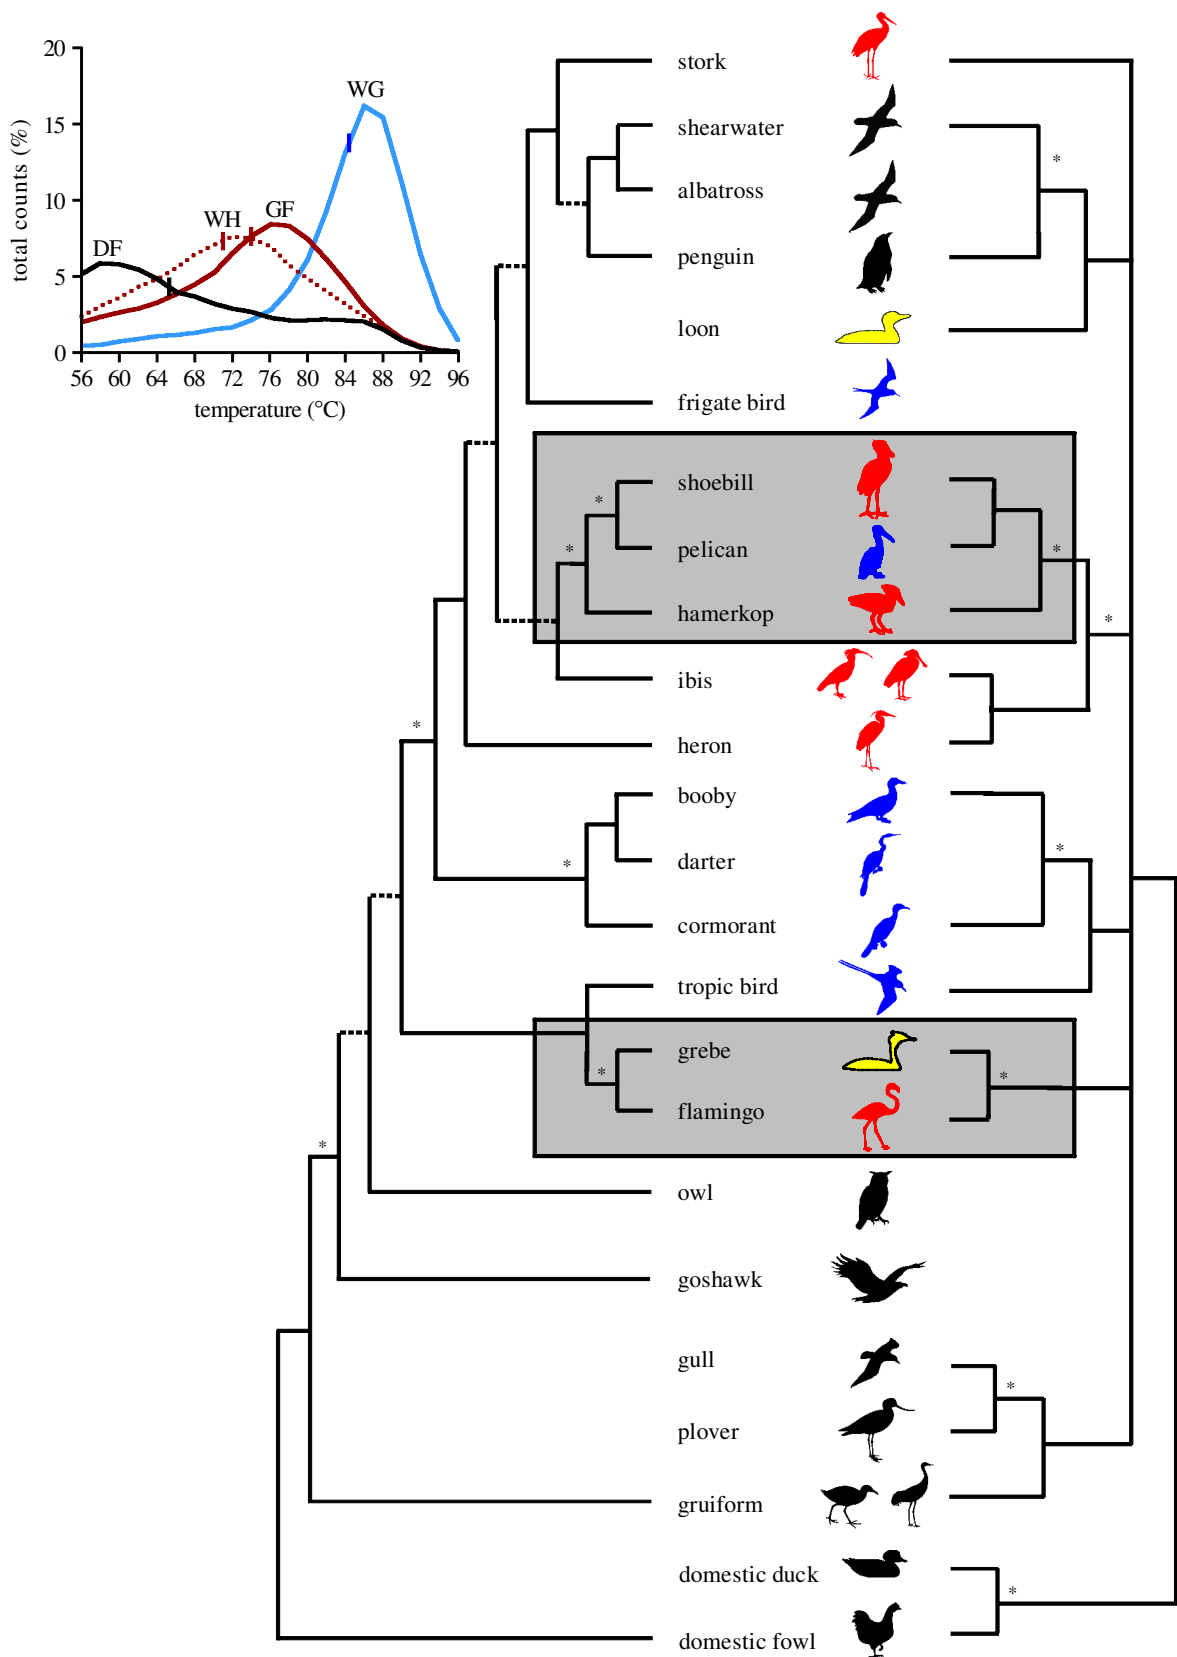 20
15
10
5
0
total counts (%)
WG
GF
WH
DF
56 60 64 68 72 76 80 84 88 92 96
temperature (°C)
stork
shearwater
*
albatross
penguin
loon
frigate bird
shoebill
*
pelican
* *
hamerkop
*
ibis
*
heron
booby
darter
* *
cormorant
tropic bird
grebe
* *
flamingo
*
owl
goshawk
gull
*
plover
gruiform
domestic duck
*
domestic fowl